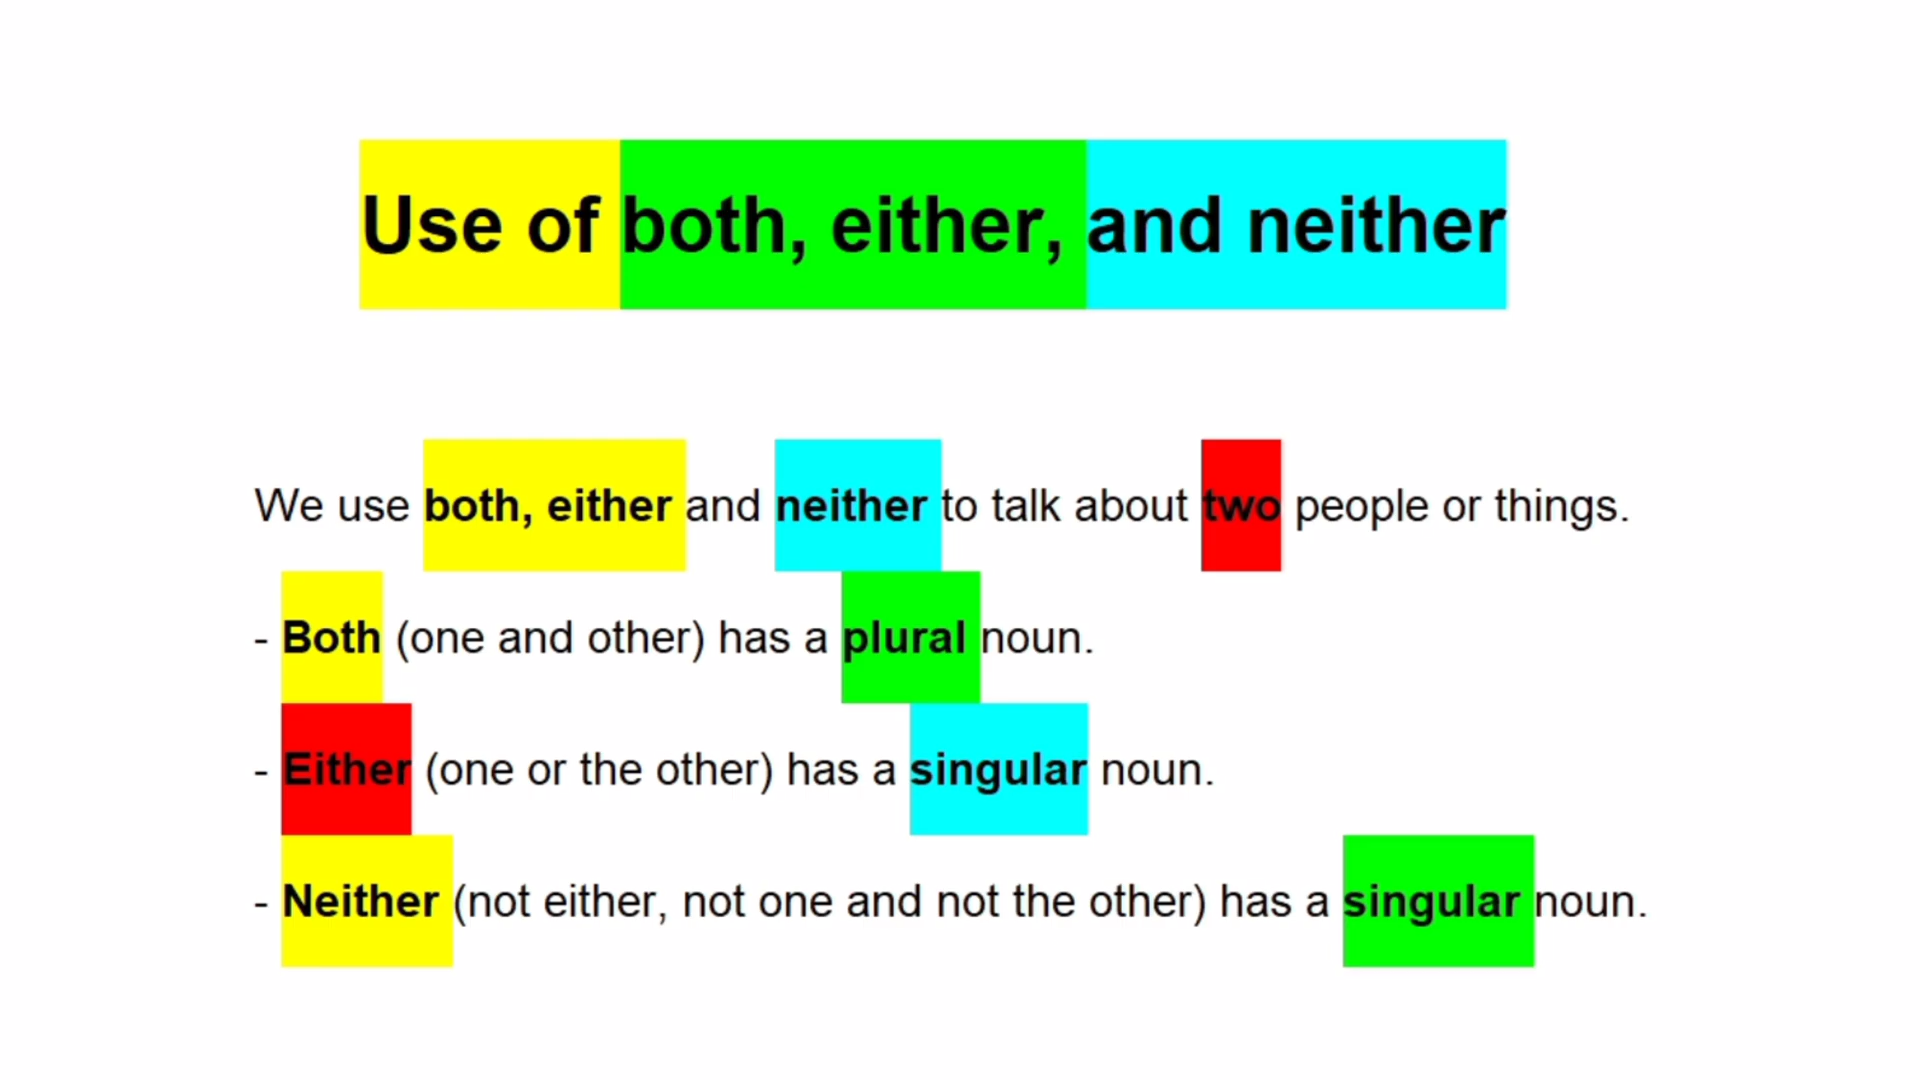 Use of both, either, and neither
We use both, either and neither to talk about two people or things.
- Both (one and other) has a plural noun.
- Either (one or the other) has a singular noun.
- Neither (not either, not one and not the other) has a singular noun.